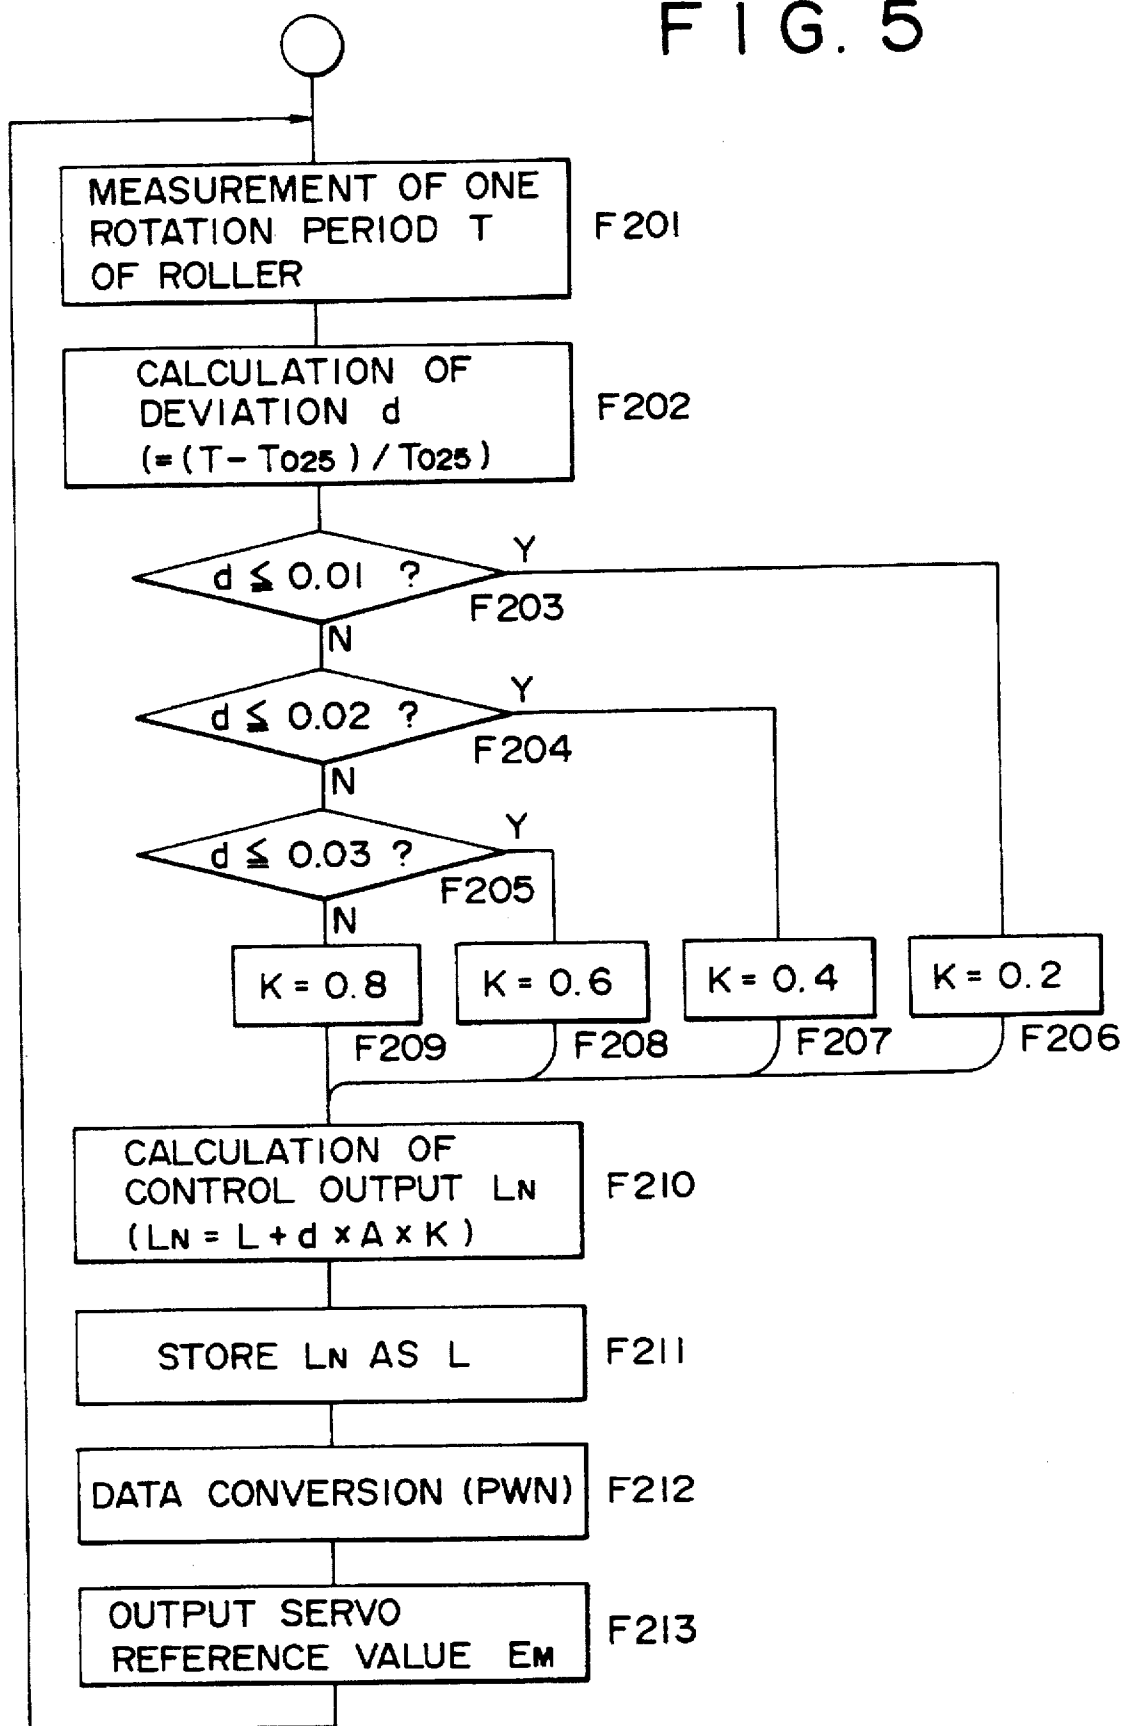 FIG. 5
MEASUREMENT OF ONE
ROTATION PERIOD T
OF ROLLER
F201
CALCULATION OF
DEVIATION d
(=(T-T025)/T025)
F202
d ≦ 0.01 ?
Y
F203
N
d ≦ 0.02 ?
Y
F204
N
d ≦ 0.03 ?
Y
F205
N
K = 0.8
K = 0.6
K = 0.4
K = 0.2
F209
F208
F207
F206
CALCULATION OF
CONTROL OUTPUT LN
(LN = L + d × A × K)
F210
STORE LN AS L
F211
DATA CONVERSION (PWN)
F212
OUTPUT SERVO
REFERENCE VALUE EM
F213